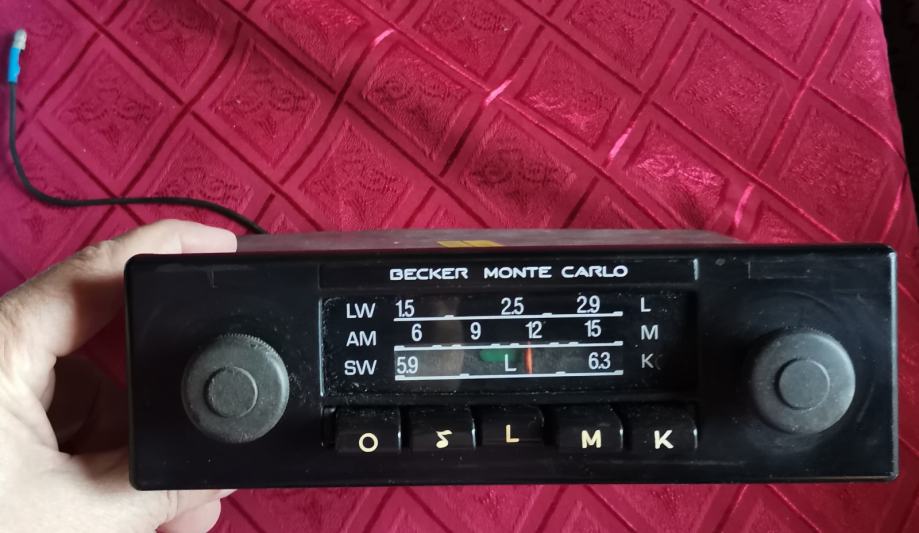 BECKER MONTE CARLO
LW 1.5 2.5 2.9 L
AM 6 9 12 15 M
SW 5.9 L 6.3 K
O L M K